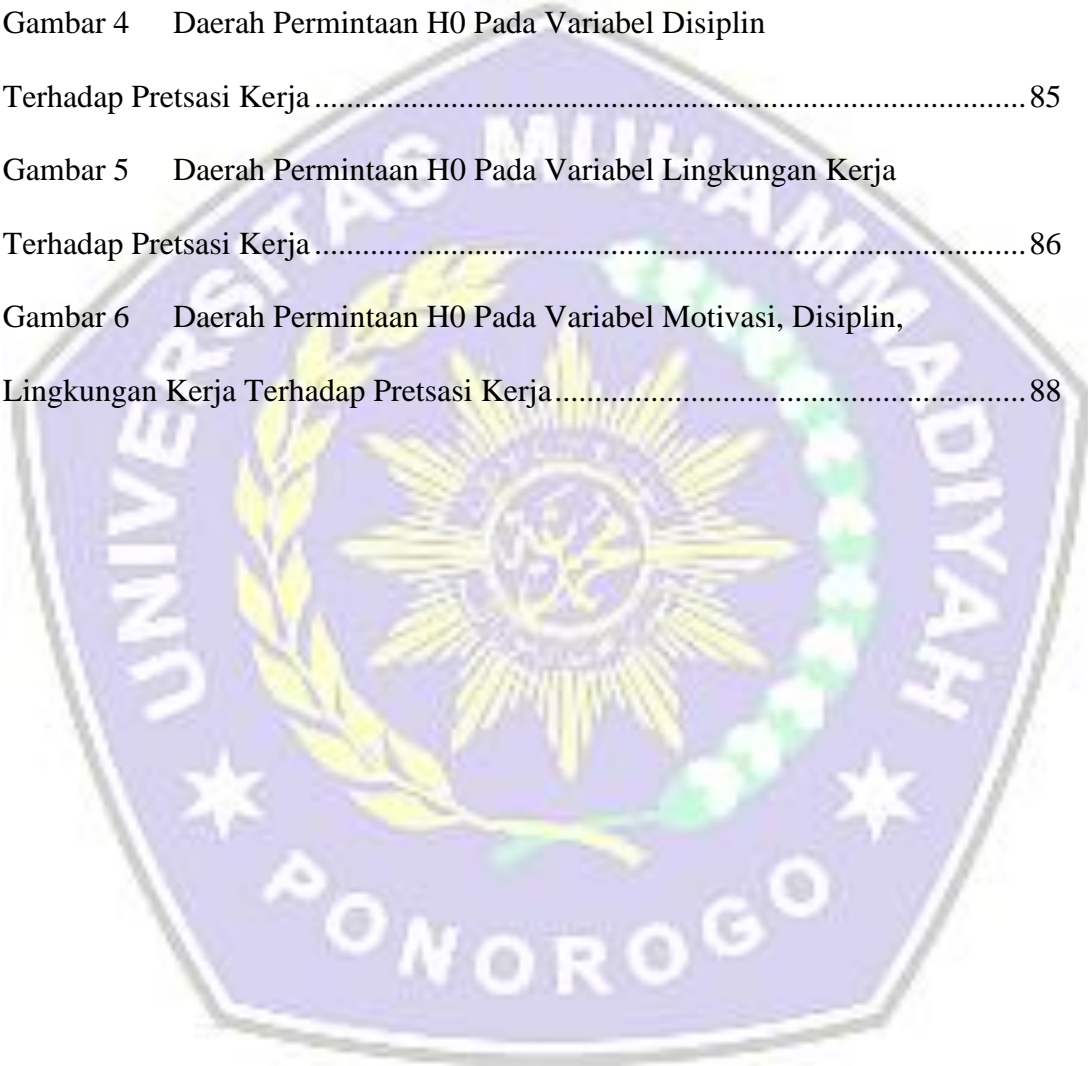 Gambar 4 Daerah Permintaan H0 Pada Variabel Disiplin
Terhadap Pretsasi Kerja ........................................................................................ 85
Gambar 5 Daerah Permintaan H0 Pada Variabel Lingkungan Kerja
Terhadap Pretsasi Kerja ........................................................................................ 86
Gambar 6 Daerah Permintaan H0 Pada Variabel Motivasi, Disiplin,
Lingkungan Kerja Terhadap Pretsasi Kerja .......................................................... 88
UNIVERSITAS MUHAMMADIYAH
PONOROGO